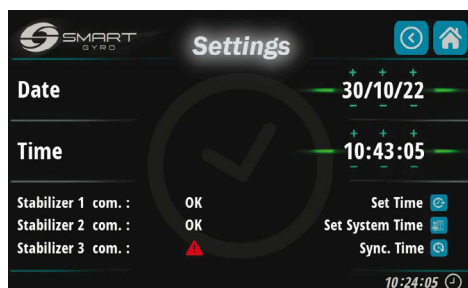 SMART
GYRO
Settings
Date
30/10/22
Time
10:43:05
Stabilizer 1 com. : OK
Set Time
Stabilizer 2 com. : OK
Set System Time
Stabilizer 3 com. :
Sync. Time
10:24:05